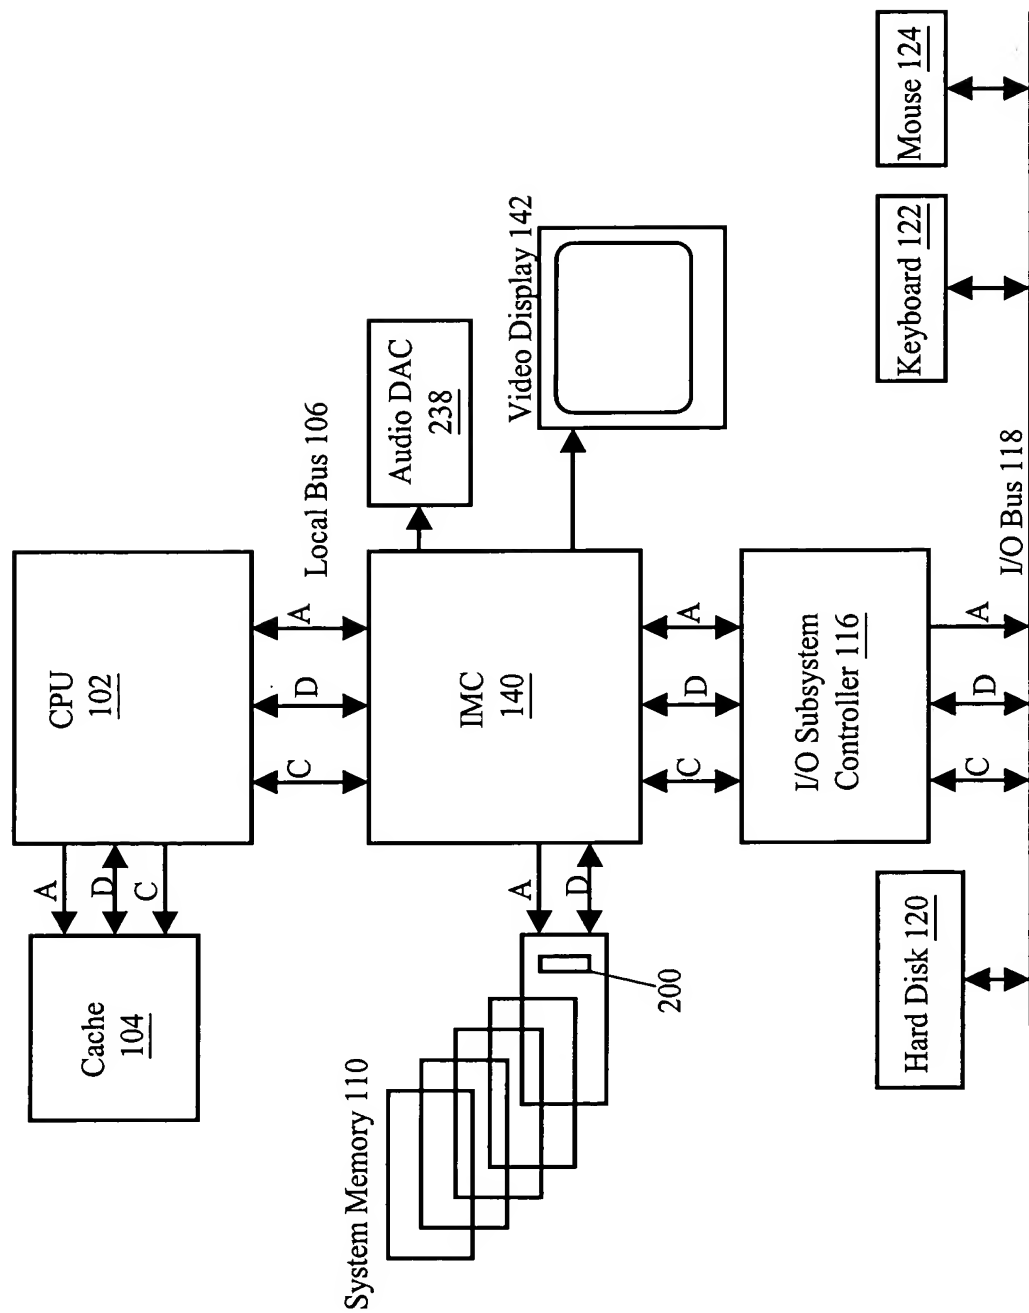 Cache
104
A
D
C
CPU
102
C
D
A
Local Bus 106
System Memory 110
200
A
D
IMC
140
Audio DAC
238
Video Display 142
C
D
A
I/O Subsystem
Controller 116
C
D
A
I/O Bus 118
Hard Disk 120
Keyboard 122
Mouse 124